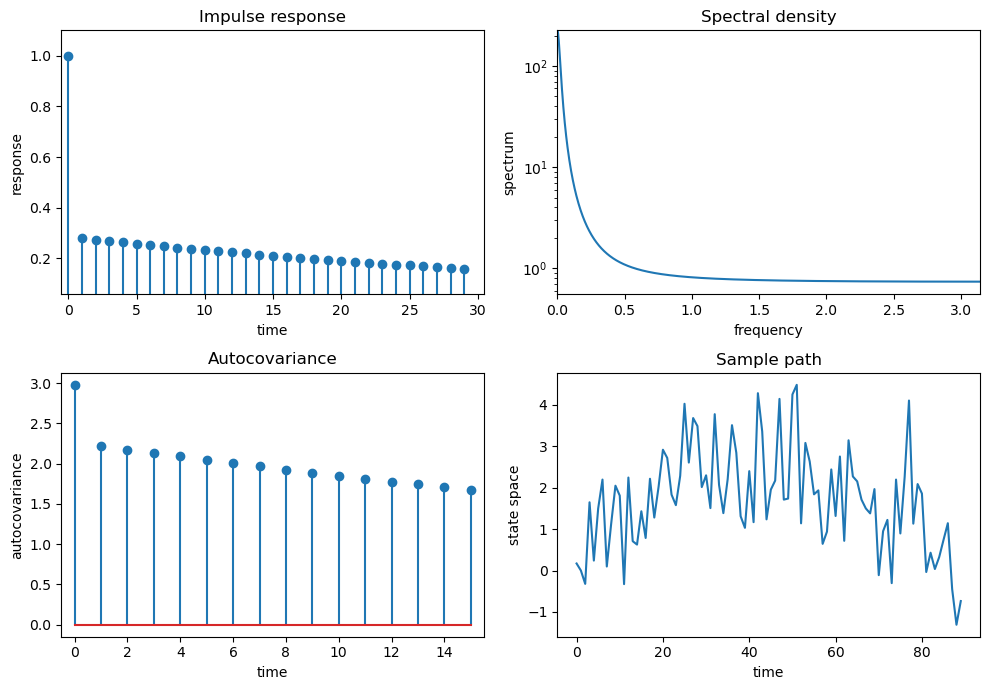 Impulse response
1.0
0.8
0.6
0.4
0.2
response
0 5 10 15 20 25 30
time
Spectral density
10²
10¹
10⁰
spectrum
0.0 0.5 1.0 1.5 2.0 2.5 3.0
frequency
Autocovariance
3.0
2.5
2.0
1.5
1.0
0.5
0.0
autocovariance
0 2 4 6 8 10 12 14
time
Sample path
4
3
2
1
0
−1
state space
0 20 40 60 80
time